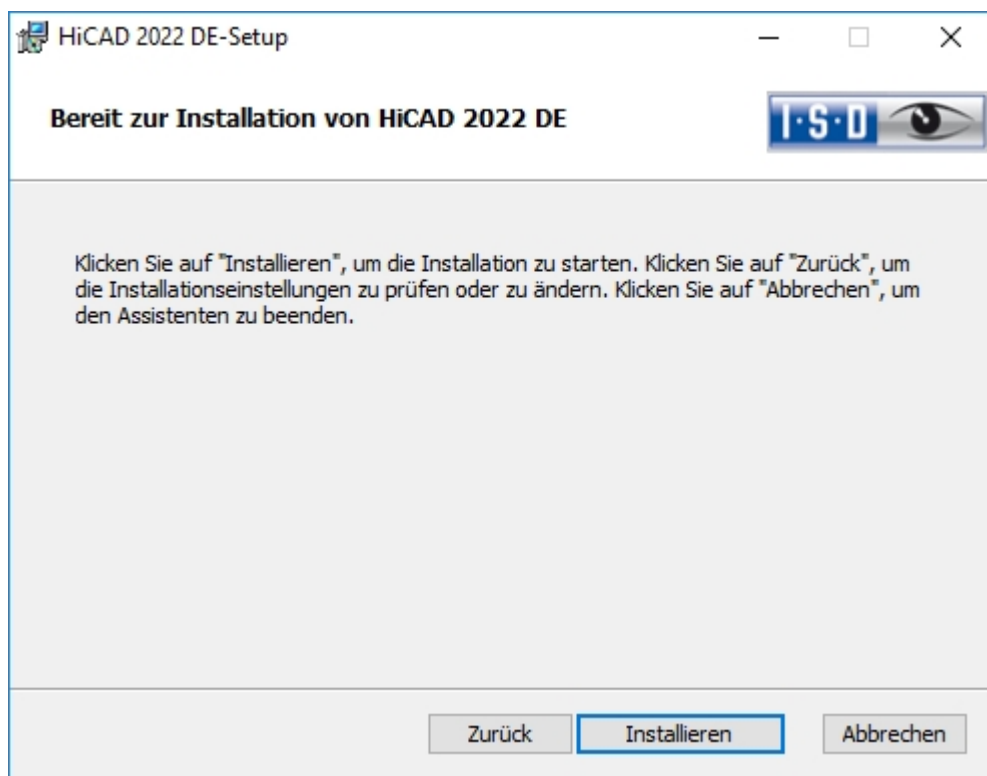 HiCAD 2022 DE-Setup
Bereit zur Installation von HiCAD 2022 DE
I·S·D
Klicken Sie auf "Installieren", um die Installation zu starten. Klicken Sie auf "Zurück", um
die Installationseinstellungen zu prüfen oder zu ändern. Klicken Sie auf "Abbrechen", um
den Assistenten zu beenden.
Zurück Installieren Abbrechen